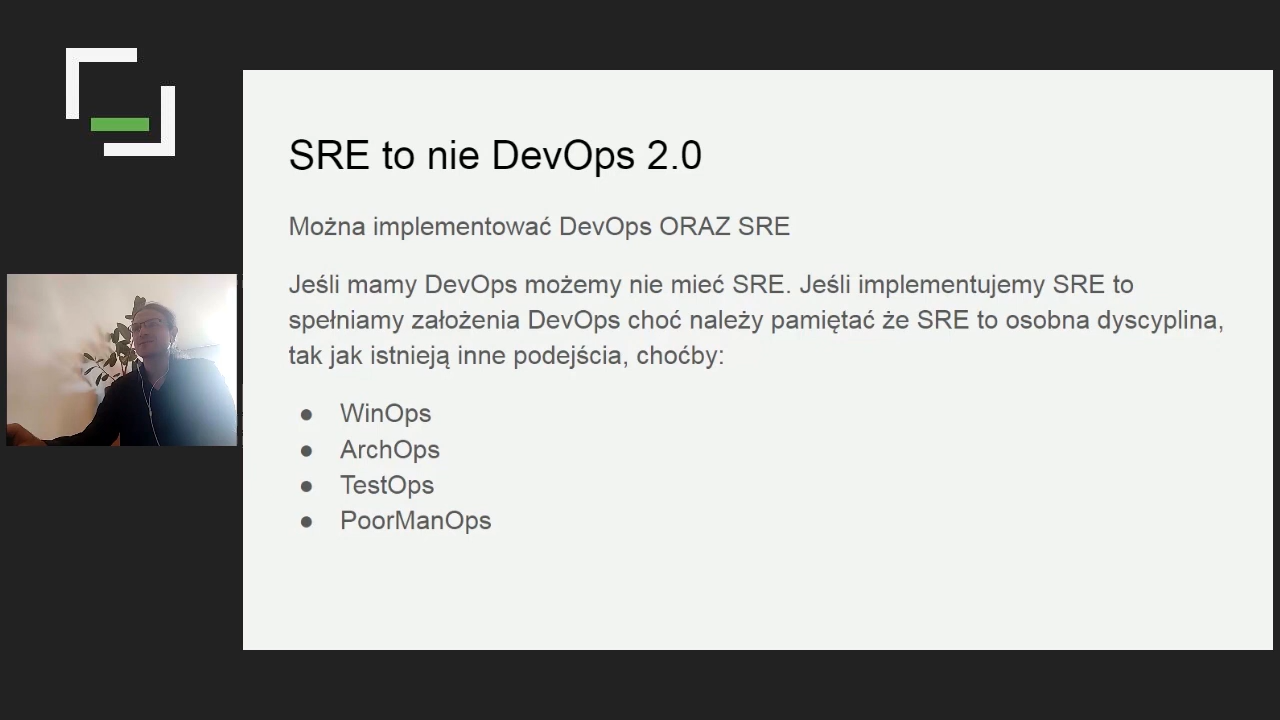 SRE to nie DevOps 2.0
Można implementować DevOps ORAZ SRE
Jeśli mamy DevOps możemy nie mieć SRE. Jeśli implementujemy SRE to
spełniamy założenia DevOps choć należy pamiętać że SRE to osobna dyscyplina,
tak jak istnieją inne podejścia, choćby:
● WinOps
● ArchOps
● TestOps
● PoorManOps